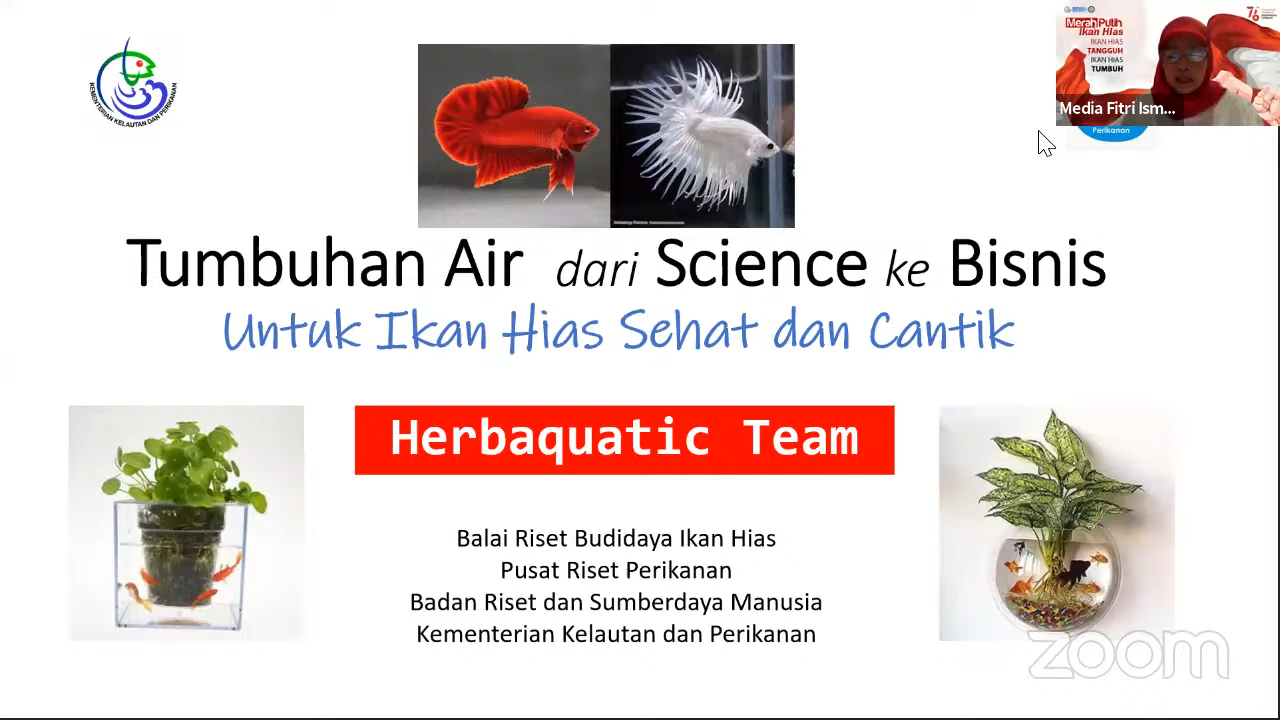 KEMENTERIAN KELAUTAN DAN PERIKANAN
Merah Putih
Ikan Hias
IKAN HIAS
TANGGUH
IKAN HIAS
TUMBUH
76
Media Fitri Ism...
Perikanan
Tumbuhan Air dari Science ke Bisnis
Untuk Ikan Hias Sehat dan Cantik
Herbaquatic Team
Balai Riset Budidaya Ikan Hias
Pusat Riset Perikanan
Badan Riset dan Sumberdaya Manusia
Kementerian Kelautan dan Perikanan
zoom